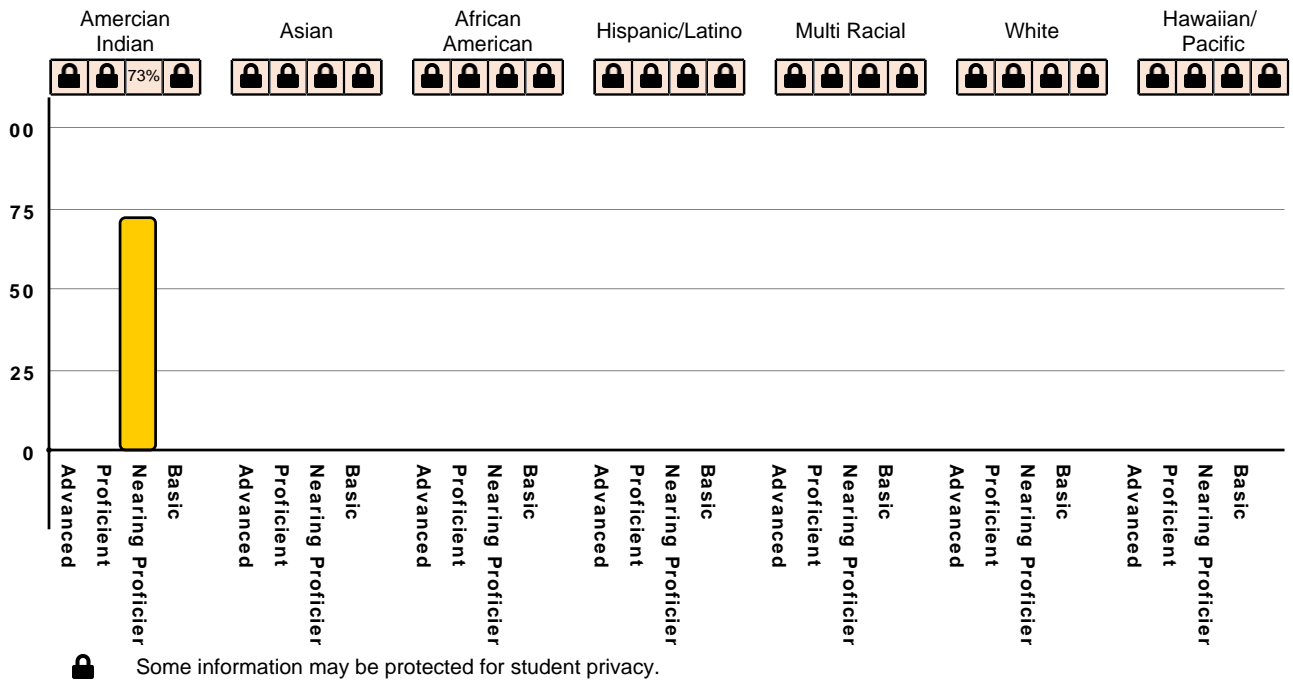 Amercian
Indian
Asian
African
American
Hispanic/Latino
Multi Racial
White
Hawaiian/
Pacific
73%
00
75
50
25
0
Advanced
Proficient
Nearing Proficier
Basic
Advanced
Proficient
Nearing Proficier
Basic
Advanced
Proficient
Nearing Proficier
Basic
Advanced
Proficient
Nearing Proficier
Basic
Advanced
Proficient
Nearing Proficier
Basic
Advanced
Proficient
Nearing Proficier
Basic
Advanced
Proficient
Nearing Proficier
Basic
Some information may be protected for student privacy.